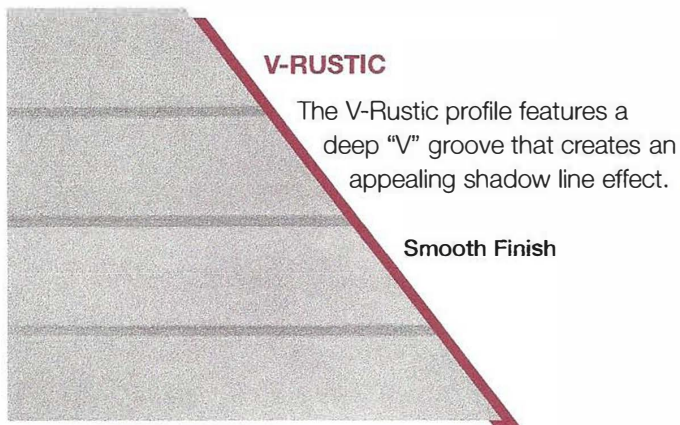 V-RUSTIC
The V-Rustic profile features a
deep “V” groove that creates an
appealing shadow line effect.
Smooth Finish